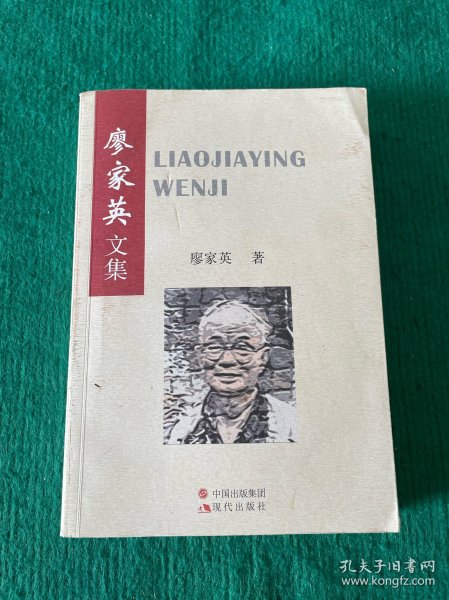 廖家英
文集
LIAOJIAYING
WENJI
廖家英 著
中国出版集团
现代出版社
孔夫子旧书网
www.kongfz.com